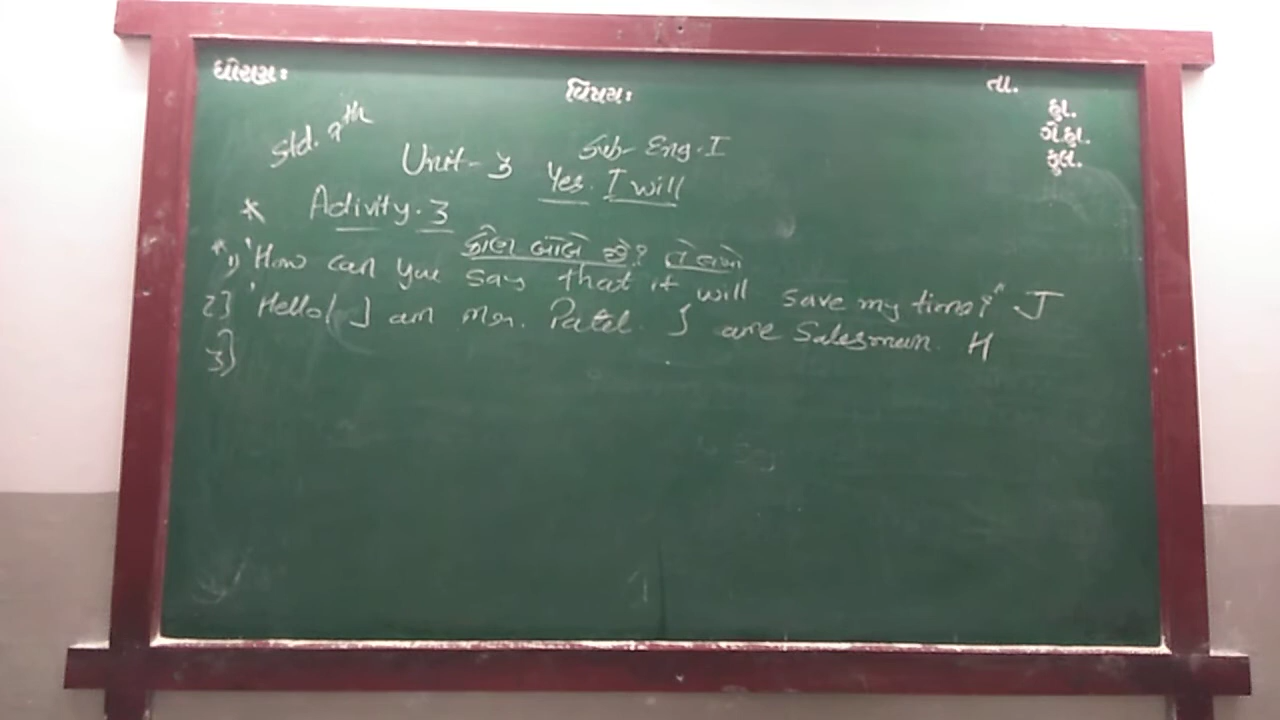 ધોરણઃ
વિષયઃ
તા.
હા.
ગે.હા.
કુલ.
Std. 9th
Sub- Eng. I
Unit-3 Yes. I will
* Activity. 3
કોણ બોલે છે? તે લખો
*1) 'How can you say that it will save my time?" J
2] 'Hello! I am Mr. Patel. I are Salesman. H
3]